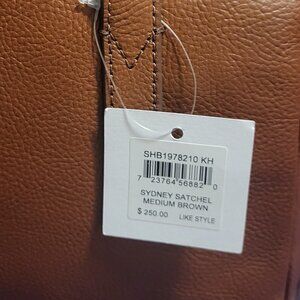 SHB1978210 KH
7 23764 56882 0
SYDNEY SATCHEL
MEDIUM BROWN
$ 250.00 LIKE STYLE